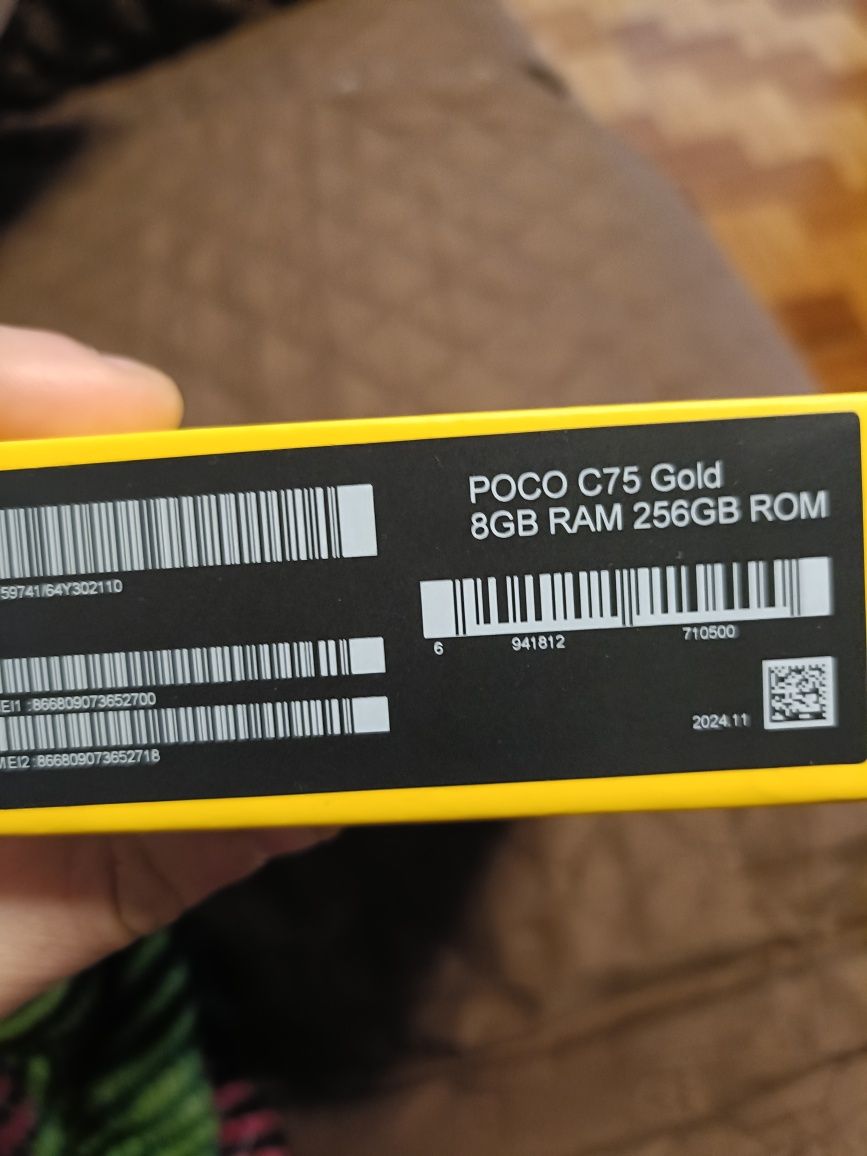 POCO C75 Gold
8GB RAM 256GB ROM
59741/64Y302110
6 941812 710500
EI1 :866809073652700
MEI2 :866809073652718
2024.11